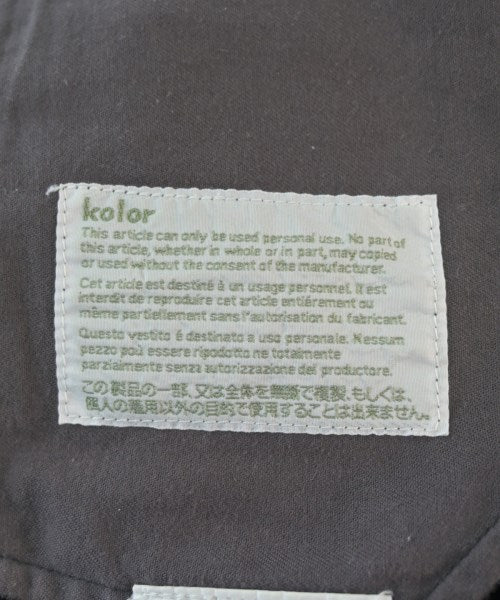 kolor
This article can only be used personal use. No part of
this article, whether in whole or in part, may copied
or used without the consent of the manufacturer.
Cet article est destiné à un usage personnel. Il est
interdit de reproduire cet article entiérement ou
même partiellement sans l'autorisation du fabricant.
Questo vestito é destinato a uso personale. Nessum
pezzo poú essere ripodotto ne totalmente
parzialmente senza autorizzazione del productore.
この製品の一部、又は全体を無断で複製、もしくは、
個人の着用以外の目的で使用することは出来ません。